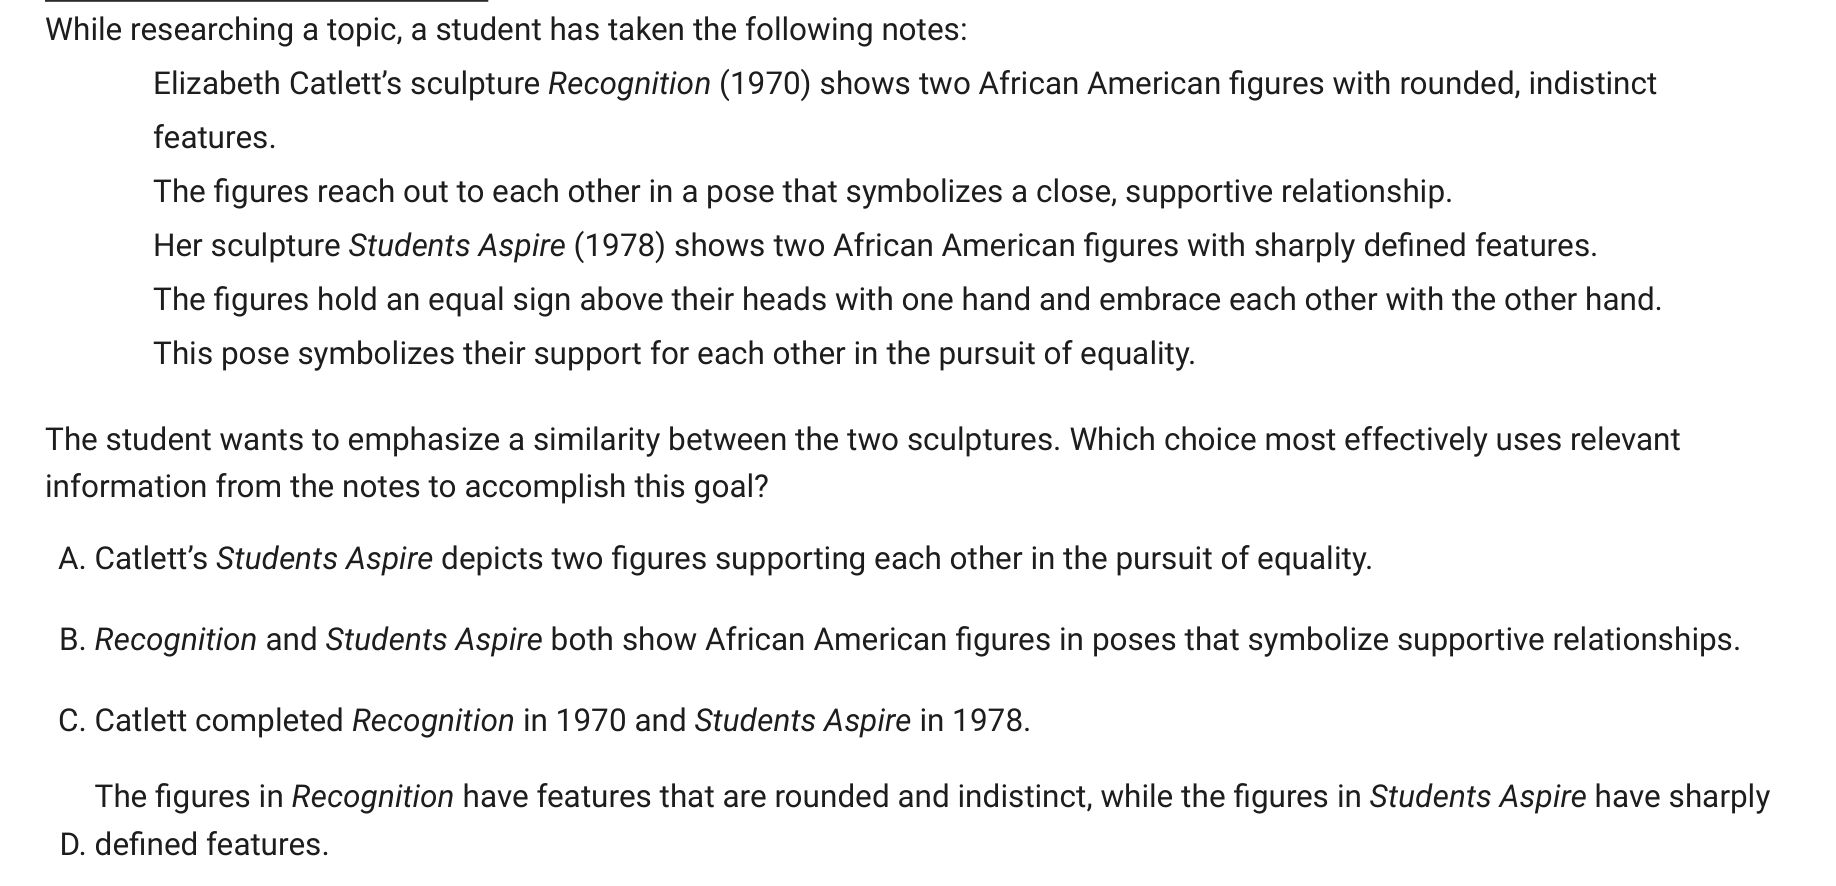 While researching a topic, a student has taken the following notes:
Elizabeth Catlett's sculpture Recognition (1970) shows two African American figures with rounded, indistinct
features.
The figures reach out to each other in a pose that symbolizes a close, supportive relationship.
Her sculpture Students Aspire (1978) shows two African American figures with sharply defined features.
The figures hold an equal sign above their heads with one hand and embrace each other with the other hand.
This pose symbolizes their support for each other in the pursuit of equality.
The student wants to emphasize a similarity between the two sculptures. Which choice most effectively uses relevant
information from the notes to accomplish this goal?
A. Catlett's Students Aspire depicts two figures supporting each other in the pursuit of equality.
B. Recognition and Students Aspire both show African American figures in poses that symbolize supportive relationships.
C. Catlett completed Recognition in 1970 and Students Aspire in 1978.
The figures in Recognition have features that are rounded and indistinct, while the figures in Students Aspire have sharply
D. defined features.